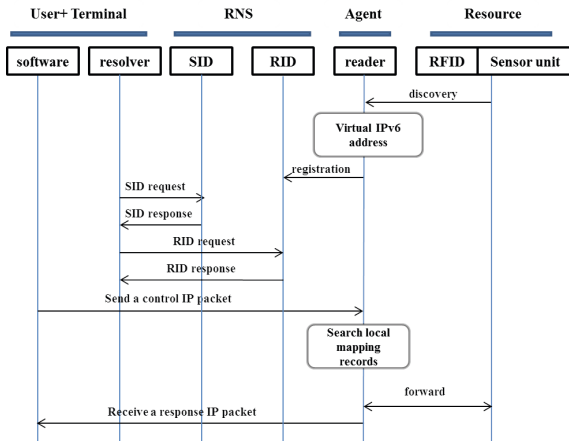 User+ Terminal RNS Agent Resource
software resolver SID RID reader RFID Sensor unit
discovery
Virtual IPv6
address
registration
SID request
SID response
RID request
RID response
Send a control IP packet
Search local
mapping
records
forward
Receive a response IP packet